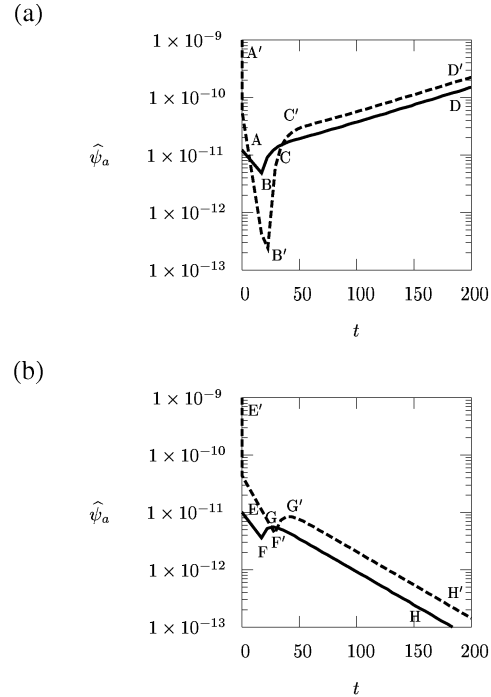 (a)
1 × 10⁻⁹
A′
1 × 10⁻¹⁰
D′
D
C′
A
C
1 × 10⁻¹¹
ψ̂ₐ
B
1 × 10⁻¹²
B′
1 × 10⁻¹³
0 50 100 150 200
t
(b)
1 × 10⁻⁹
E′
1 × 10⁻¹⁰
G′
E G
1 × 10⁻¹¹
ψ̂ₐ
F F′
1 × 10⁻¹²
H′
H
1 × 10⁻¹³
0 50 100 150 200
t